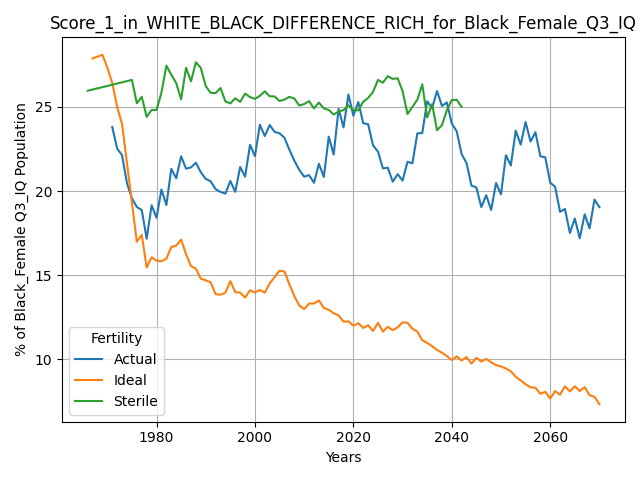 Score_1_in_WHITE_BLACK_DIFFERENCE_RICH_for_Black_Female_Q3_IQ
% of Black_Female Q3_IQ Population
25
20
15
10
Fertility
Actual
Ideal
Sterile
1980
2000
2020
2040
2060
Years